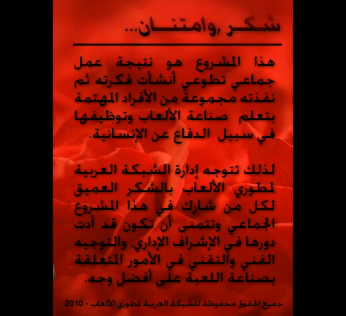 شكر ,وامتنـــان...
هذا المشروع هو نتيجة عمل
جماعي تطوعي أنشأت فكرته ثم
نفذته مجموعة من الأفراد المهتمة
بتعلم صناعة الألعاب وتوظيفها
في سبيل الدفاع عن الإنسانية.
لذلك تتوجه إدارة الشبكة العربية
لمطوري الألعاب بالشكر العميق
لكل من شارك في هذا المشروع
الجماعي وتتمنى أن تكون قد أدت
دورها في الإشراف الإداري, والتوجيه
الفني والتقني في الأمور المتعلقة
بصناعة اللعبة على أفضل وجه.
جميع الحقوق محفوظة للشبكة العربية لمطوري الألعاب - 2010